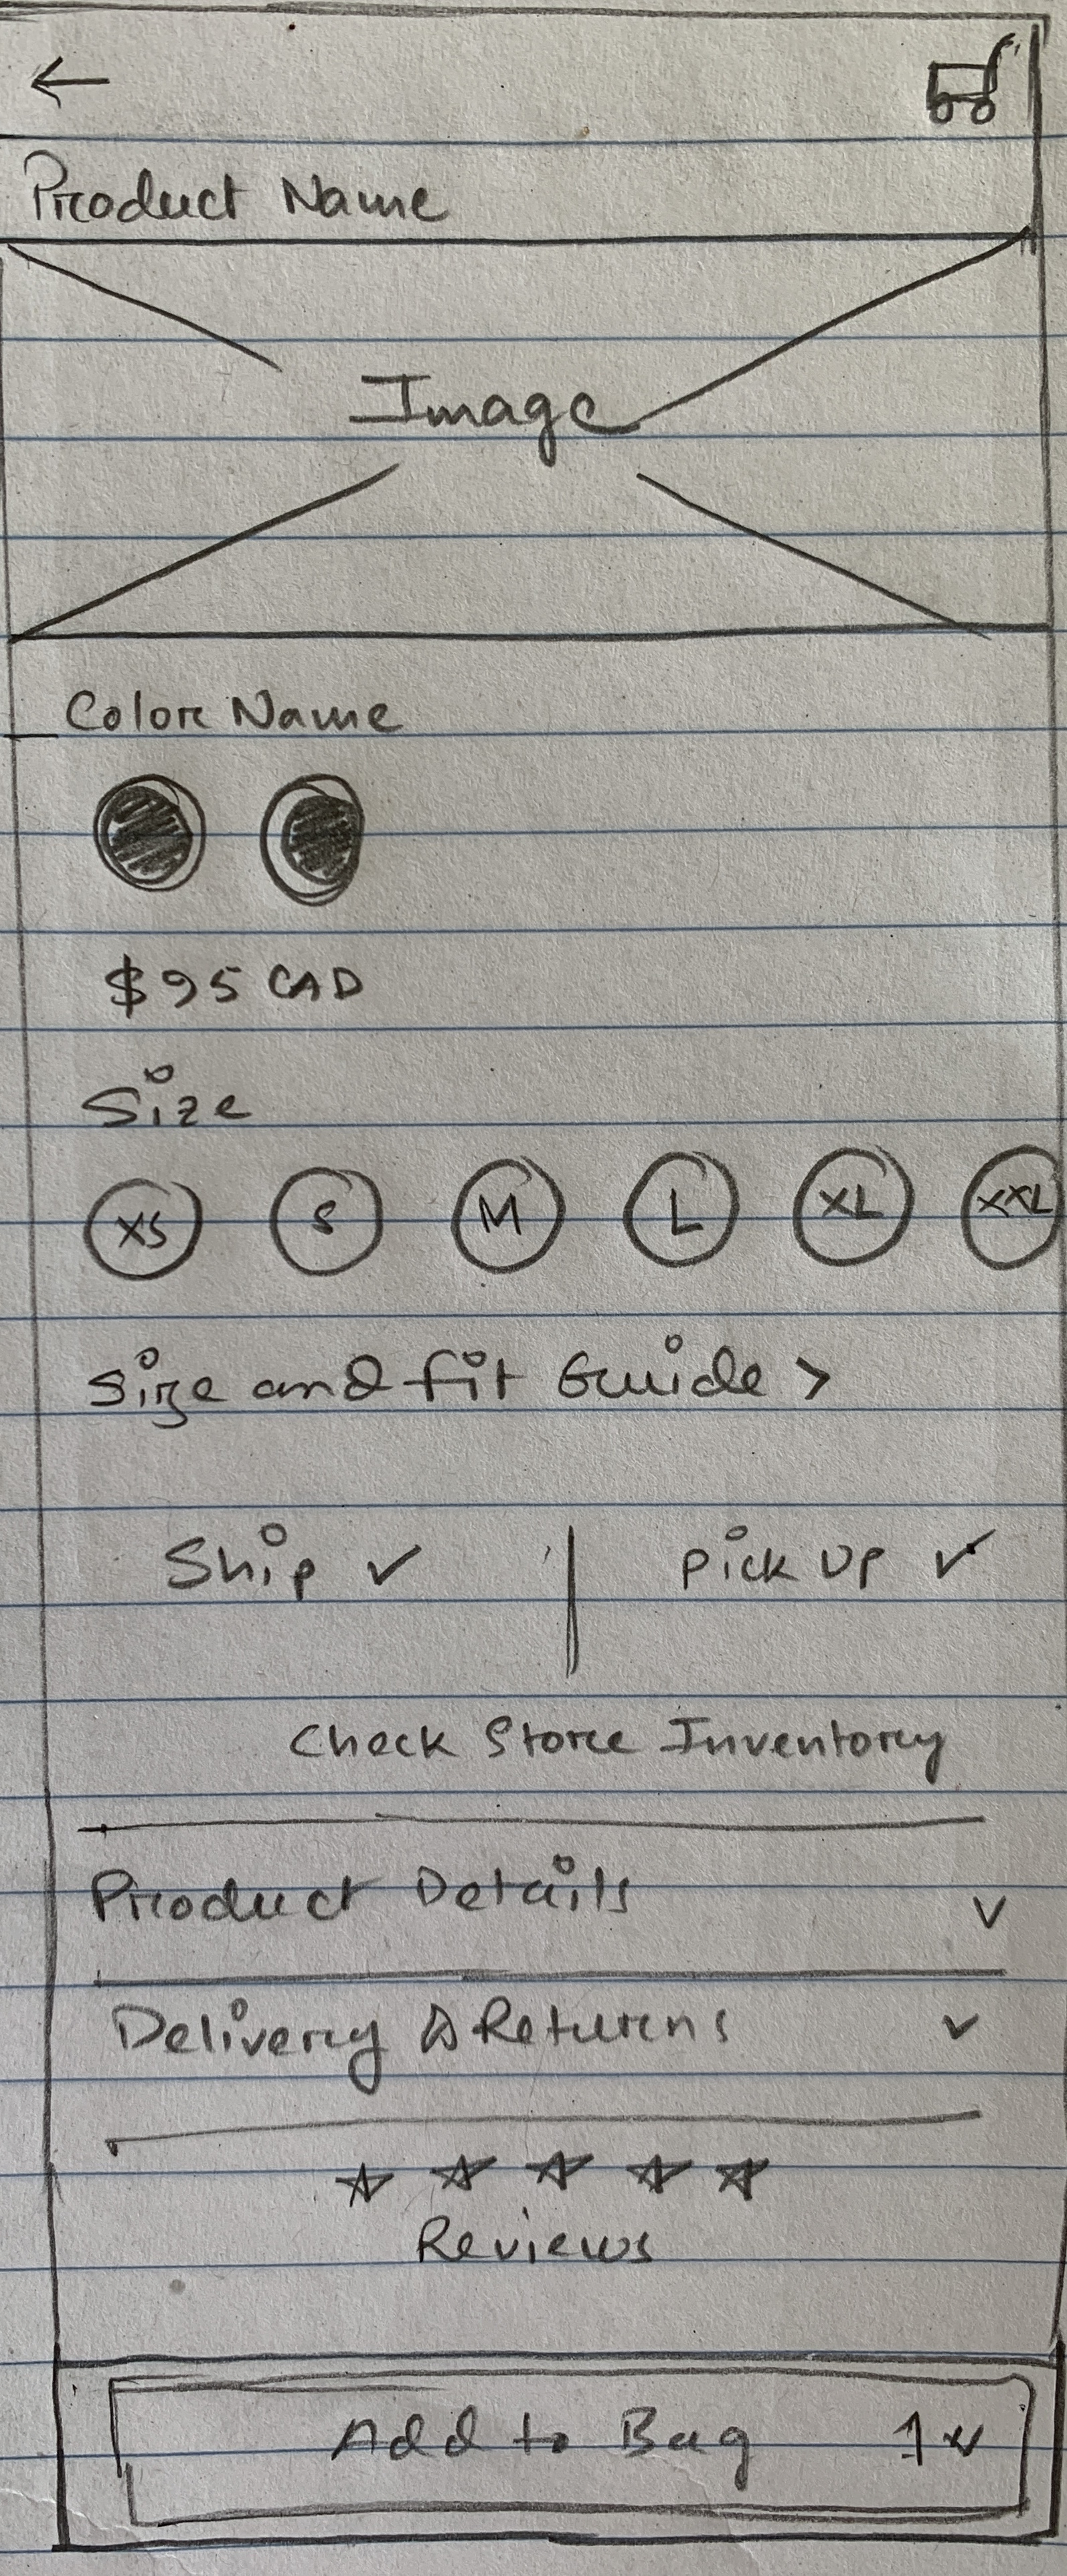 Product Name
Image
Color Name
$95 CAD
Size
XS S M L XL XXL
Size and fit Guide >
Ship ✓ | Pick Up ✓
Check Store Inventory
Product Details v
Delivery & Returns v
Reviews
Add to Bag 1 v